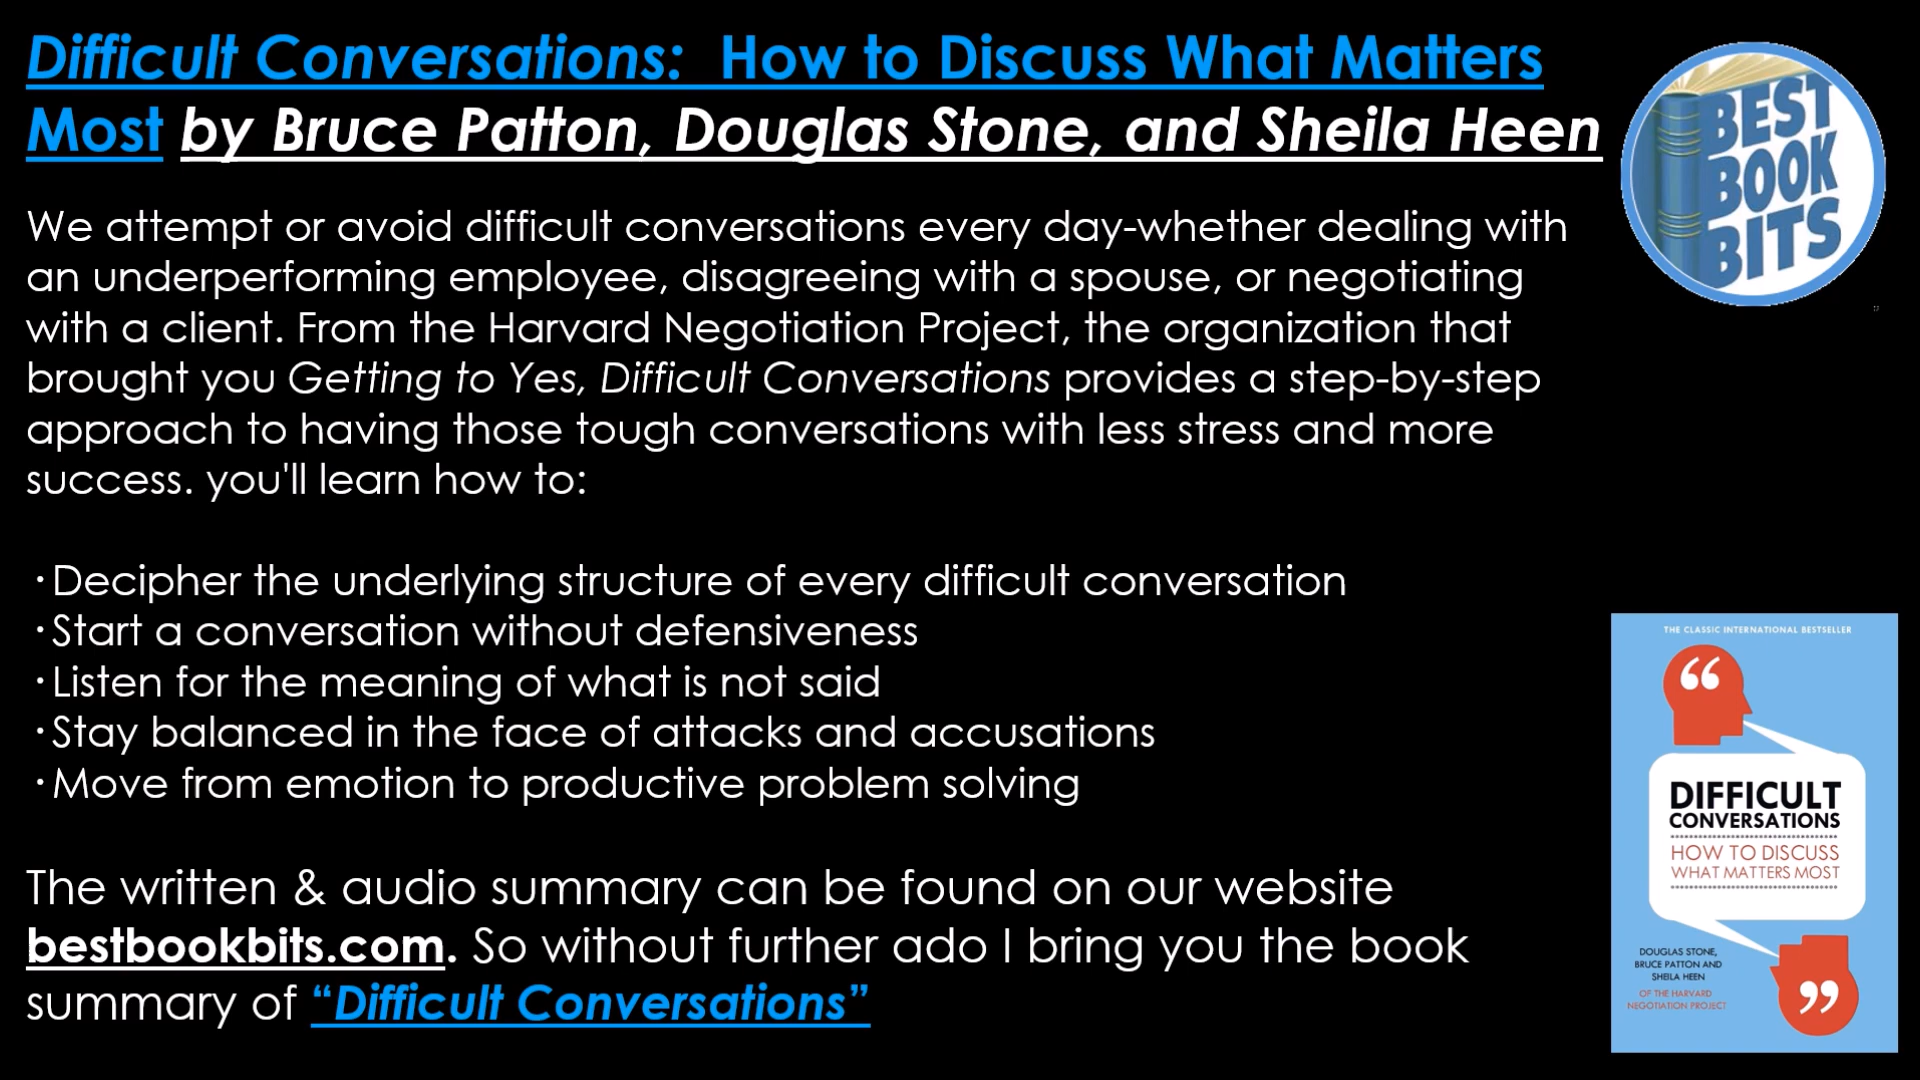 Difficult Conversations: How to Discuss What Matters
Most by Bruce Patton, Douglas Stone, and Sheila Heen
BEST
BOOK
BITS
We attempt or avoid difficult conversations every day-whether dealing with
an underperforming employee, disagreeing with a spouse, or negotiating
with a client. From the Harvard Negotiation Project, the organization that
brought you Getting to Yes, Difficult Conversations provides a step-by-step
approach to having those tough conversations with less stress and more
success. you'll learn how to:
·Decipher the underlying structure of every difficult conversation
·Start a conversation without defensiveness
·Listen for the meaning of what is not said
·Stay balanced in the face of attacks and accusations
·Move from emotion to productive problem solving
The written & audio summary can be found on our website
bestbookbits.com. So without further ado I bring you the book
summary of “Difficult Conversations”
THE CLASSIC INTERNATIONAL BESTSELLER
“
DIFFICULT
CONVERSATIONS
HOW TO DISCUSS
WHAT MATTERS MOST
DOUGLAS STONE,
BRUCE PATTON AND
SHEILA HEEN
OF THE HARVARD
NEGOTIATION PROJECT
”